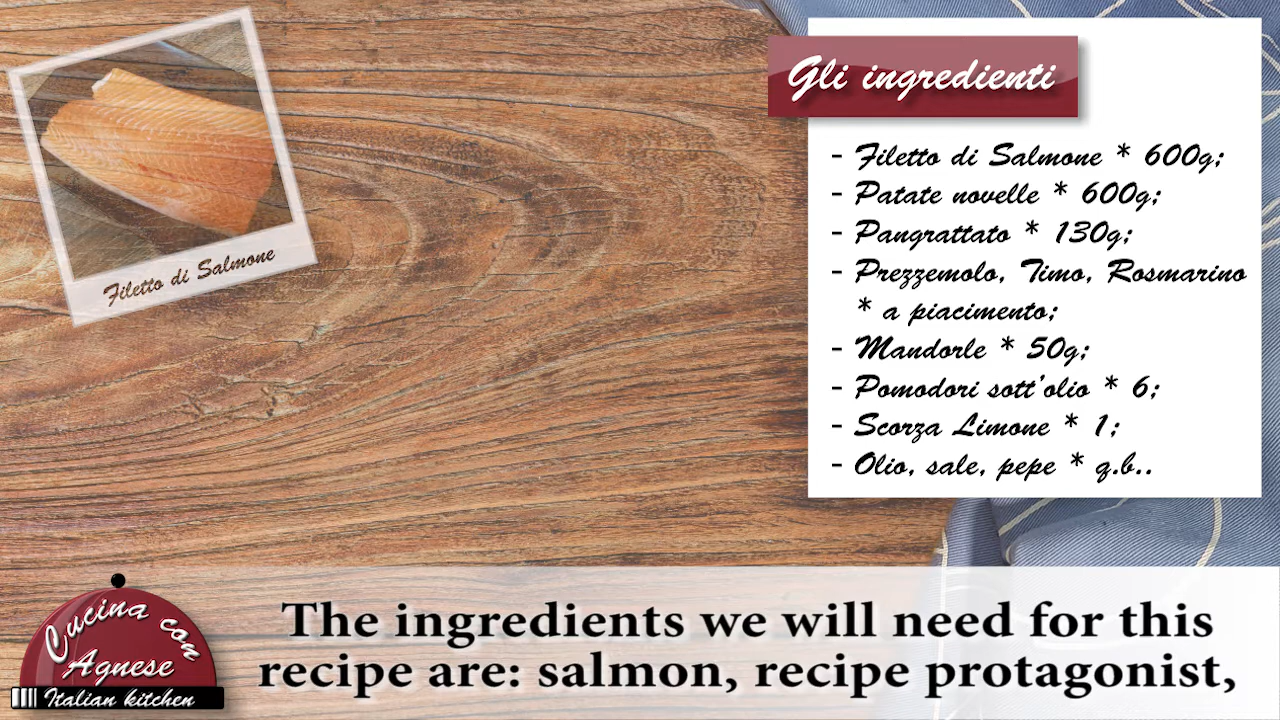 Filetto di Salmone
Gli ingredienti
- Filetto di Salmone * 600g;
- Patate novelle * 600g;
- Pangrattato * 130g;
- Prezzemolo, Timo, Rosmarino
* a piacimento;
- Mandorle * 50g;
- Pomodori sott'olio * 6;
- Scorza Limone * 1;
- Olio, sale, pepe * q.b..
Cucina con
Agnese
Italian kitchen
The ingredients we will need for this
recipe are: salmon, recipe protagonist,